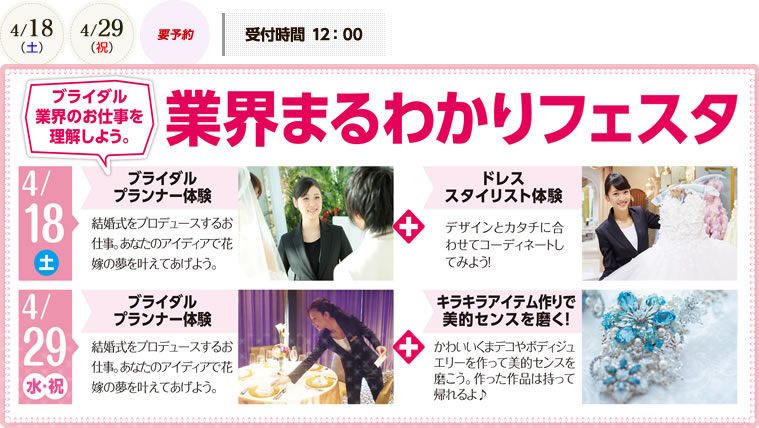 4/18
（土）
4/29
（祝）
要予約
受付時間 12：00
ブライダル
業界のお仕事を
理解しよう。
業界まるわかりフェスタ
4/
18
土
ブライダル
プランナー体験
結婚式をプロデュースするお
仕事。あなたのアイディアで花
嫁の夢を叶えてあげよう。
ドレス
スタイリスト体験
デザインとカタチに合
わせてコーディネートし
てみよう!
4/
29
水・祝
ブライダル
プランナー体験
結婚式をプロデュースするお
仕事。あなたのアイディアで花
嫁の夢を叶えてあげよう。
キラキラアイテム作りで
美的センスを磨く!
かわいいくまデコやボディジュ
エリーを作って美的センスを
磨こう。作った作品は持って
帰れるよ♪